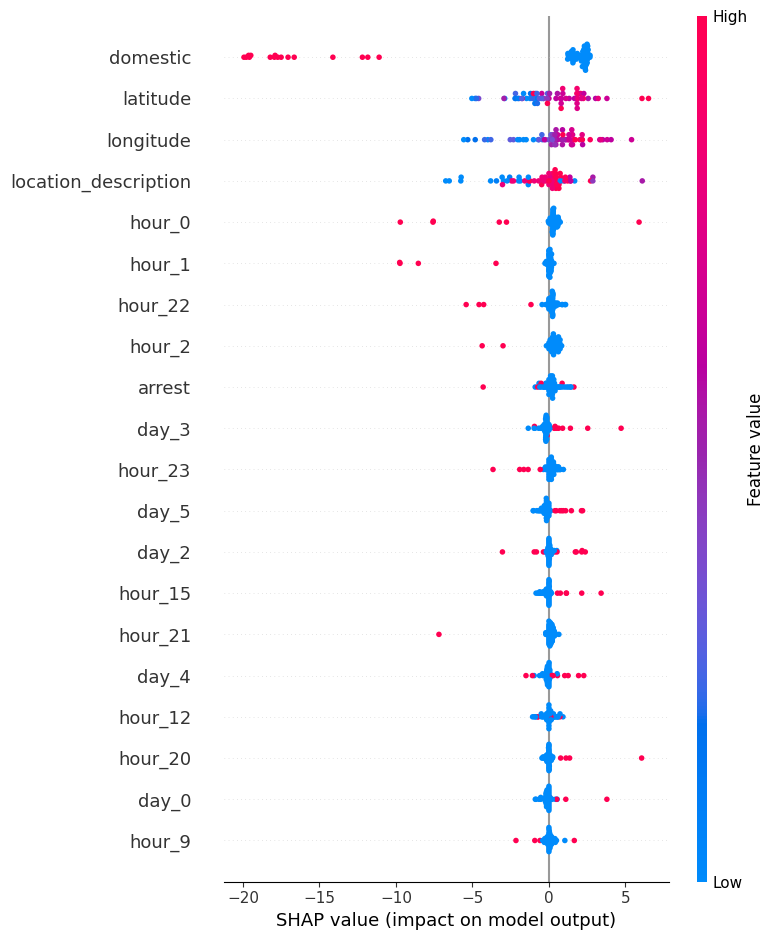 High
domestic
latitude
longitude
location_description
hour_0
hour_1
hour_22
hour_2
arrest
day_3
hour_23
day_5
day_2
hour_15
hour_21
day_4
hour_12
hour_20
day_0
hour_9
Feature value
Low
−20 −15 −10 −5 0 5
SHAP value (impact on model output)